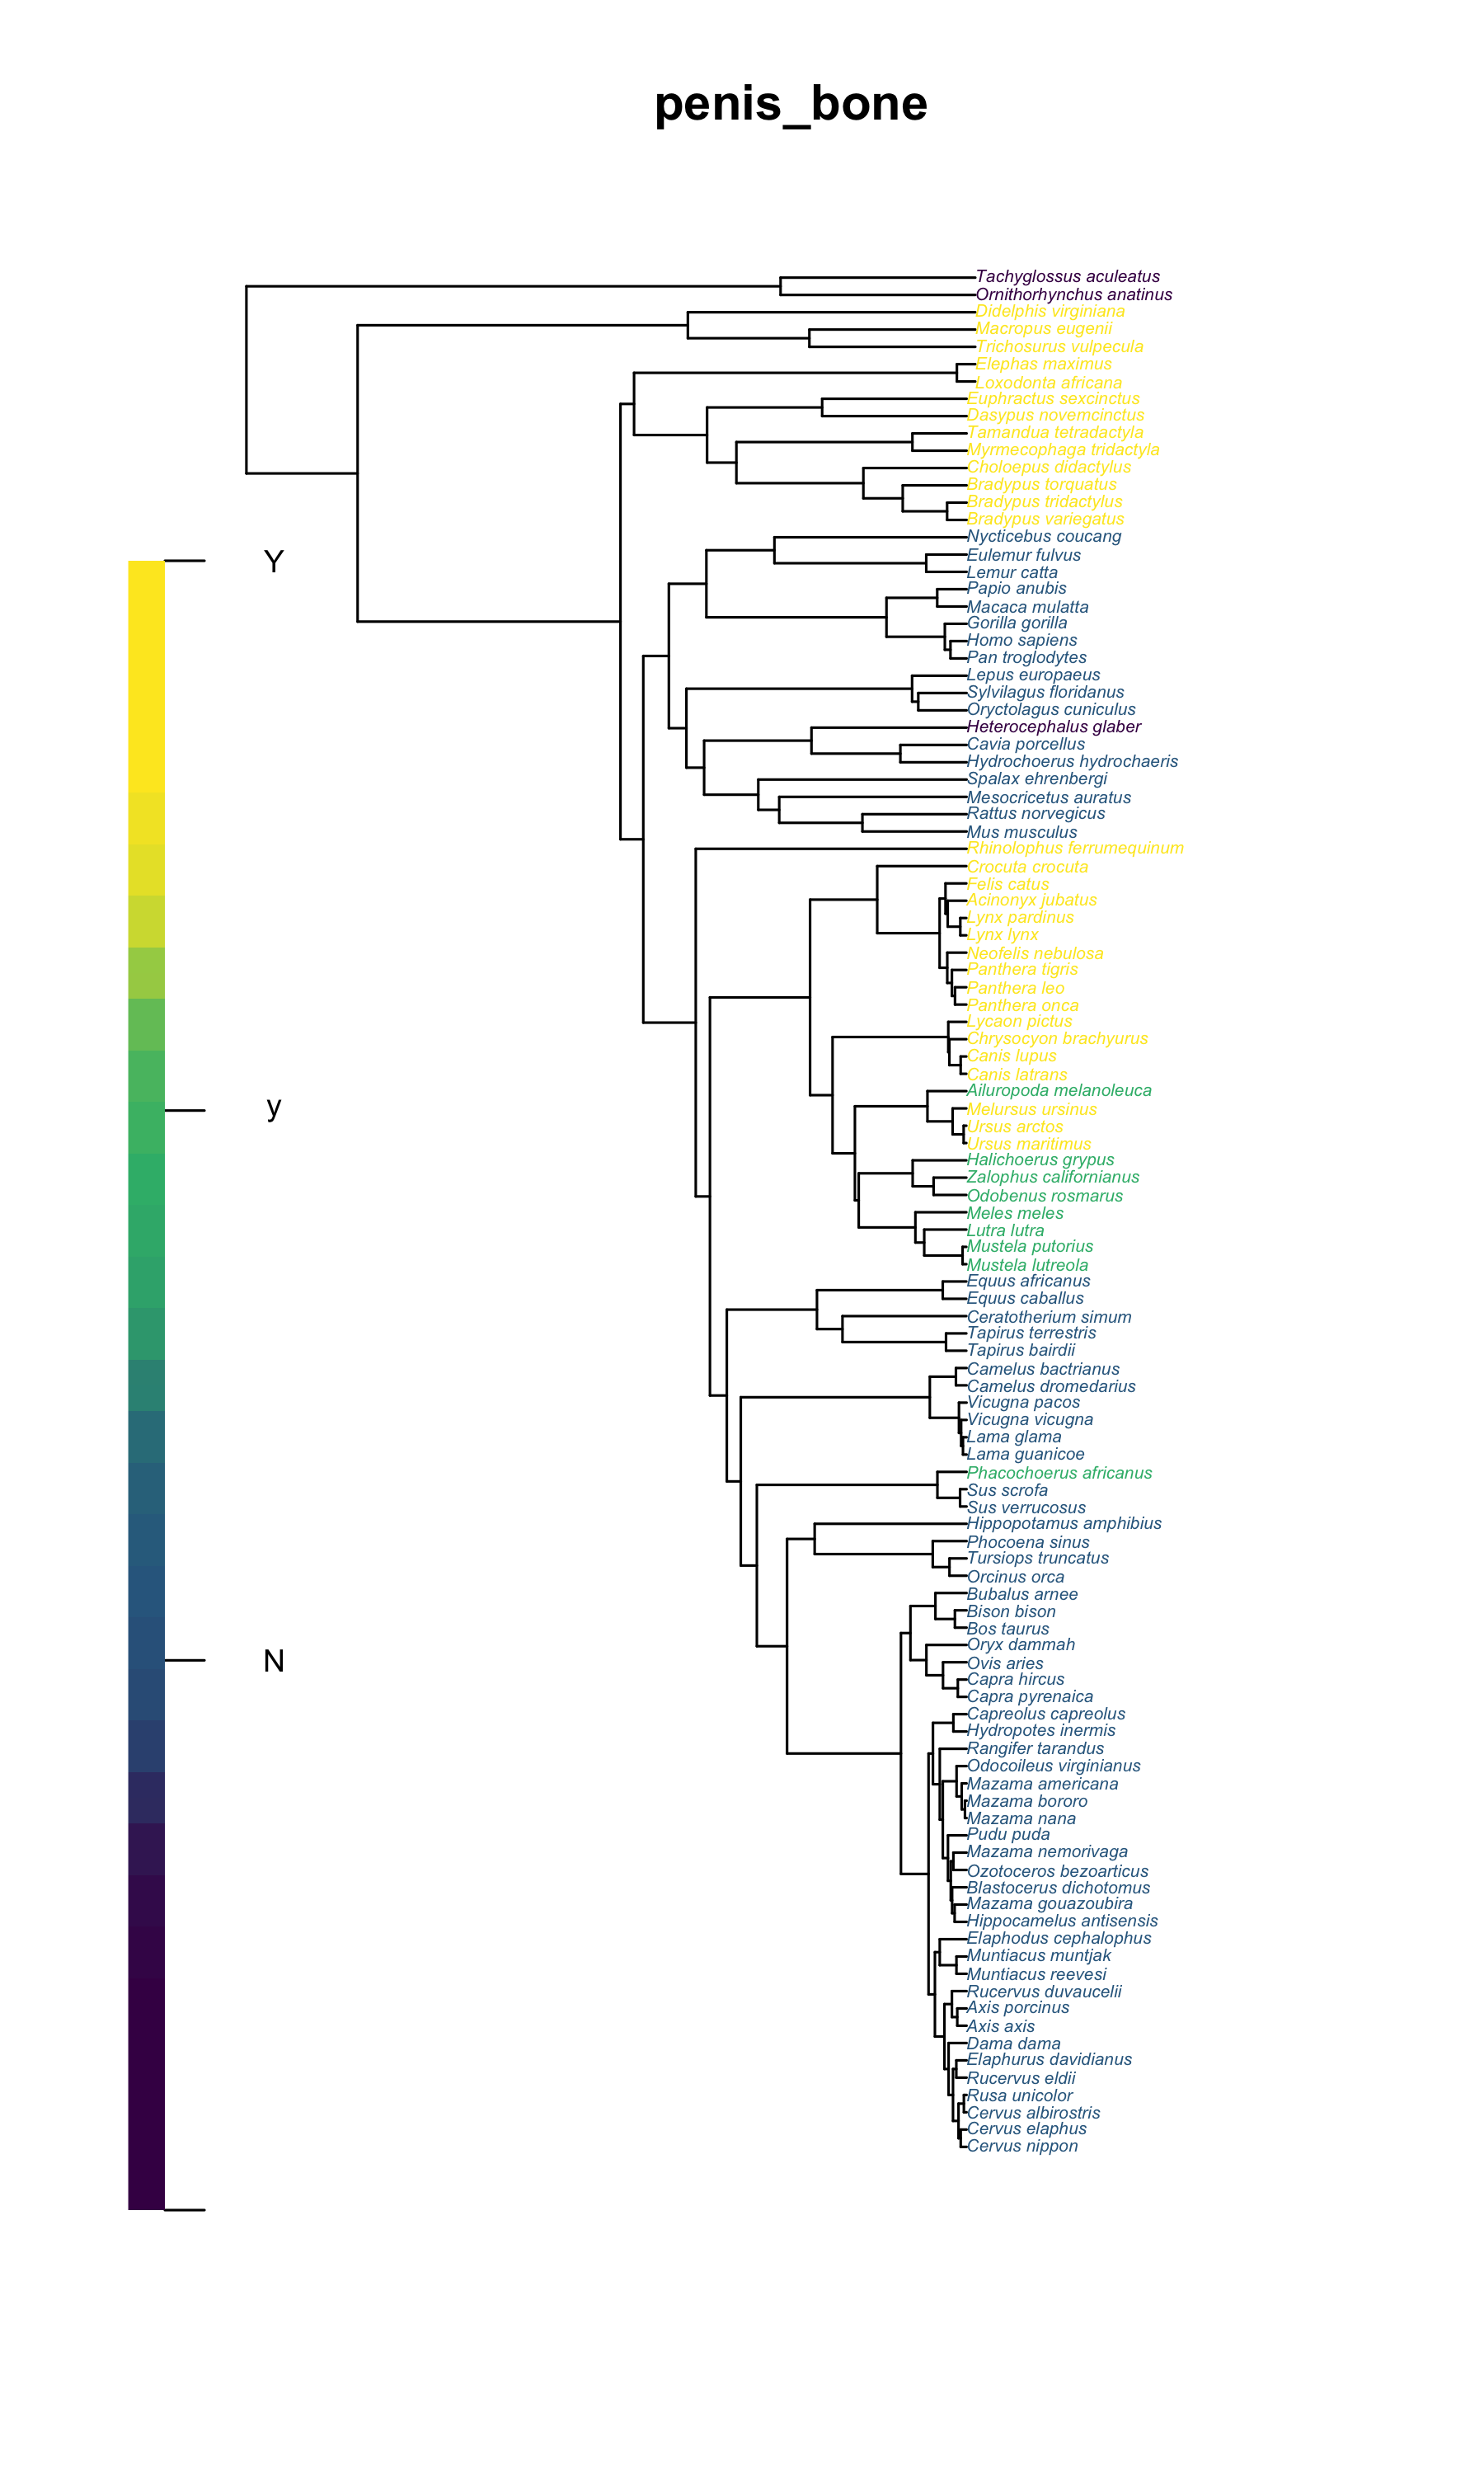 penis_bone
Tachyglossus aculeatus
Ornithorhynchus anatinus
Didelphis virginiana
Macropus eugenii
Trichosurus vulpecula
Elephas maximus
Loxodonta africana
Euphractus sexcinctus
Dasypus novemcinctus
Tamandua tetradactyla
Myrmecophaga tridactyla
Choloepus didactylus
Bradypus torquatus
Bradypus tridactylus
Bradypus variegatus
Nycticebus coucang
Eulemur fulvus
Y
Lemur catta
Papio anubis
Macaca mulatta
Gorilla gorilla
Homo sapiens
Pan troglodytes
Lepus europaeus
Sylvilagus floridanus
Oryctolagus cuniculus
Heterocephalus glaber
Cavia porcellus
Hydrochoerus hydrochaeris
Spalax ehrenbergi
Mesocricetus auratus
Rattus norvegicus
Mus musculus
Rhinolophus ferrumequinum
Crocuta crocuta
Felis catus
Acinonyx jubatus
Lynx pardinus
Lynx lynx
Neofelis nebulosa
Panthera tigris
Panthera leo
Panthera onca
Lycaon pictus
Chrysocyon brachyurus
Canis lupus
Canis latrans
Ailuropoda melanoleuca
y
Melursus ursinus
Ursus arctos
Ursus maritimus
Halichoerus grypus
Zalophus californianus
Odobenus rosmarus
Meles meles
Lutra lutra
Mustela putorius
Mustela lutreola
Equus africanus
Equus caballus
Ceratotherium simum
Tapirus terrestris
Tapirus bairdii
Camelus bactrianus
Camelus dromedarius
Vicugna pacos
Vicugna vicugna
Lama glama
Lama guanicoe
Phacochoerus africanus
Sus scrofa
Sus verrucosus
Hippopotamus amphibius
Phocoena sinus
Tursiops truncatus
Orcinus orca
Bubalus arnee
Bison bison
Bos taurus
Oryx dammah
N
Ovis aries
Capra hircus
Capra pyrenaica
Capreolus capreolus
Hydropotes inermis
Rangifer tarandus
Odocoileus virginianus
Mazama americana
Mazama bororo
Mazama nana
Pudu puda
Mazama nemorivaga
Ozotoceros bezoarticus
Blastocerus dichotomus
Mazama gouazoubira
Hippocamelus antisensis
Elaphodus cephalophus
Muntiacus muntjak
Muntiacus reevesi
Rucervus duvaucelii
Axis porcinus
Axis axis
Dama dama
Elaphurus davidianus
Rucervus eldii
Rusa unicolor
Cervus albirostris
Cervus elaphus
Cervus nippon